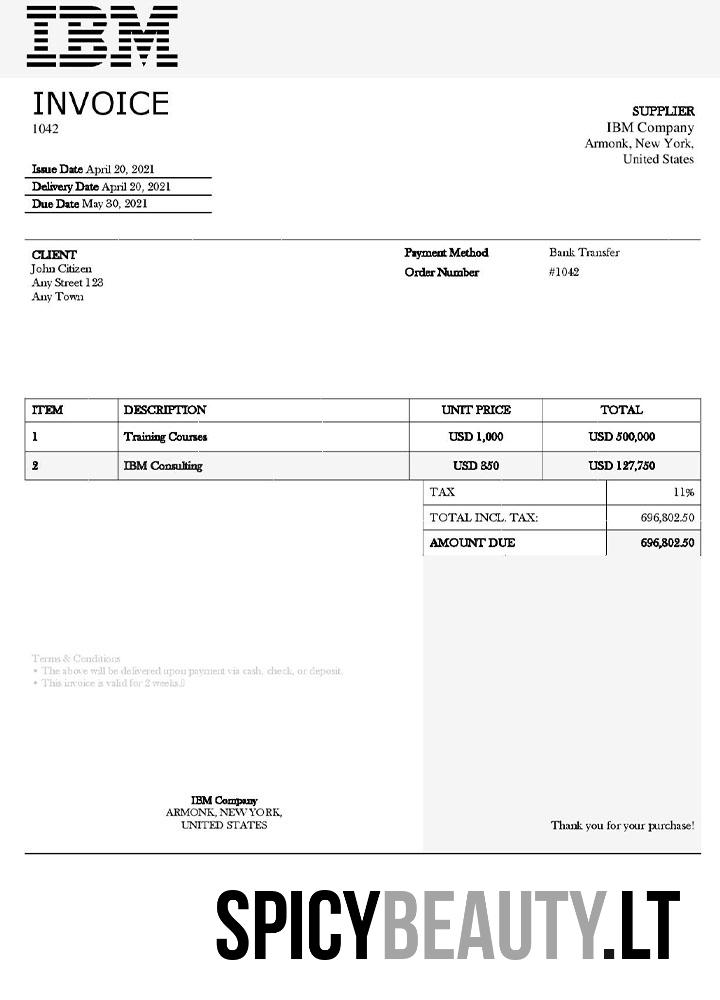 IBM
INVOICE
1042
SUPPLIER
IBM Company
Armonk, New York,
United States
Issue Date April 20, 2021
Delivery Date April 20, 2021
Due Date May 30, 2021
CLIENT
John Citizen
Any Street 123
Any Town
Payment Method Bank Transfer
Order Number #1042
ITEM DESCRIPTION UNIT PRICE TOTAL
1 Training Courses USD 1,000 USD 500,000
2 IBM Consulting USD 850 USD 127,750
TAX 11%
TOTAL INCL. TAX: 696,802.50
AMOUNT DUE 696,802.50
Terms & Conditions
• The above will be delivered upon payment via cash, check, or deposit.
• This invoice is valid for 2 weeks.
IBM Company
ARMONK, NEW YORK,
UNITED STATES
Thank you for your purchase!
SPICYBEAUTY.LT